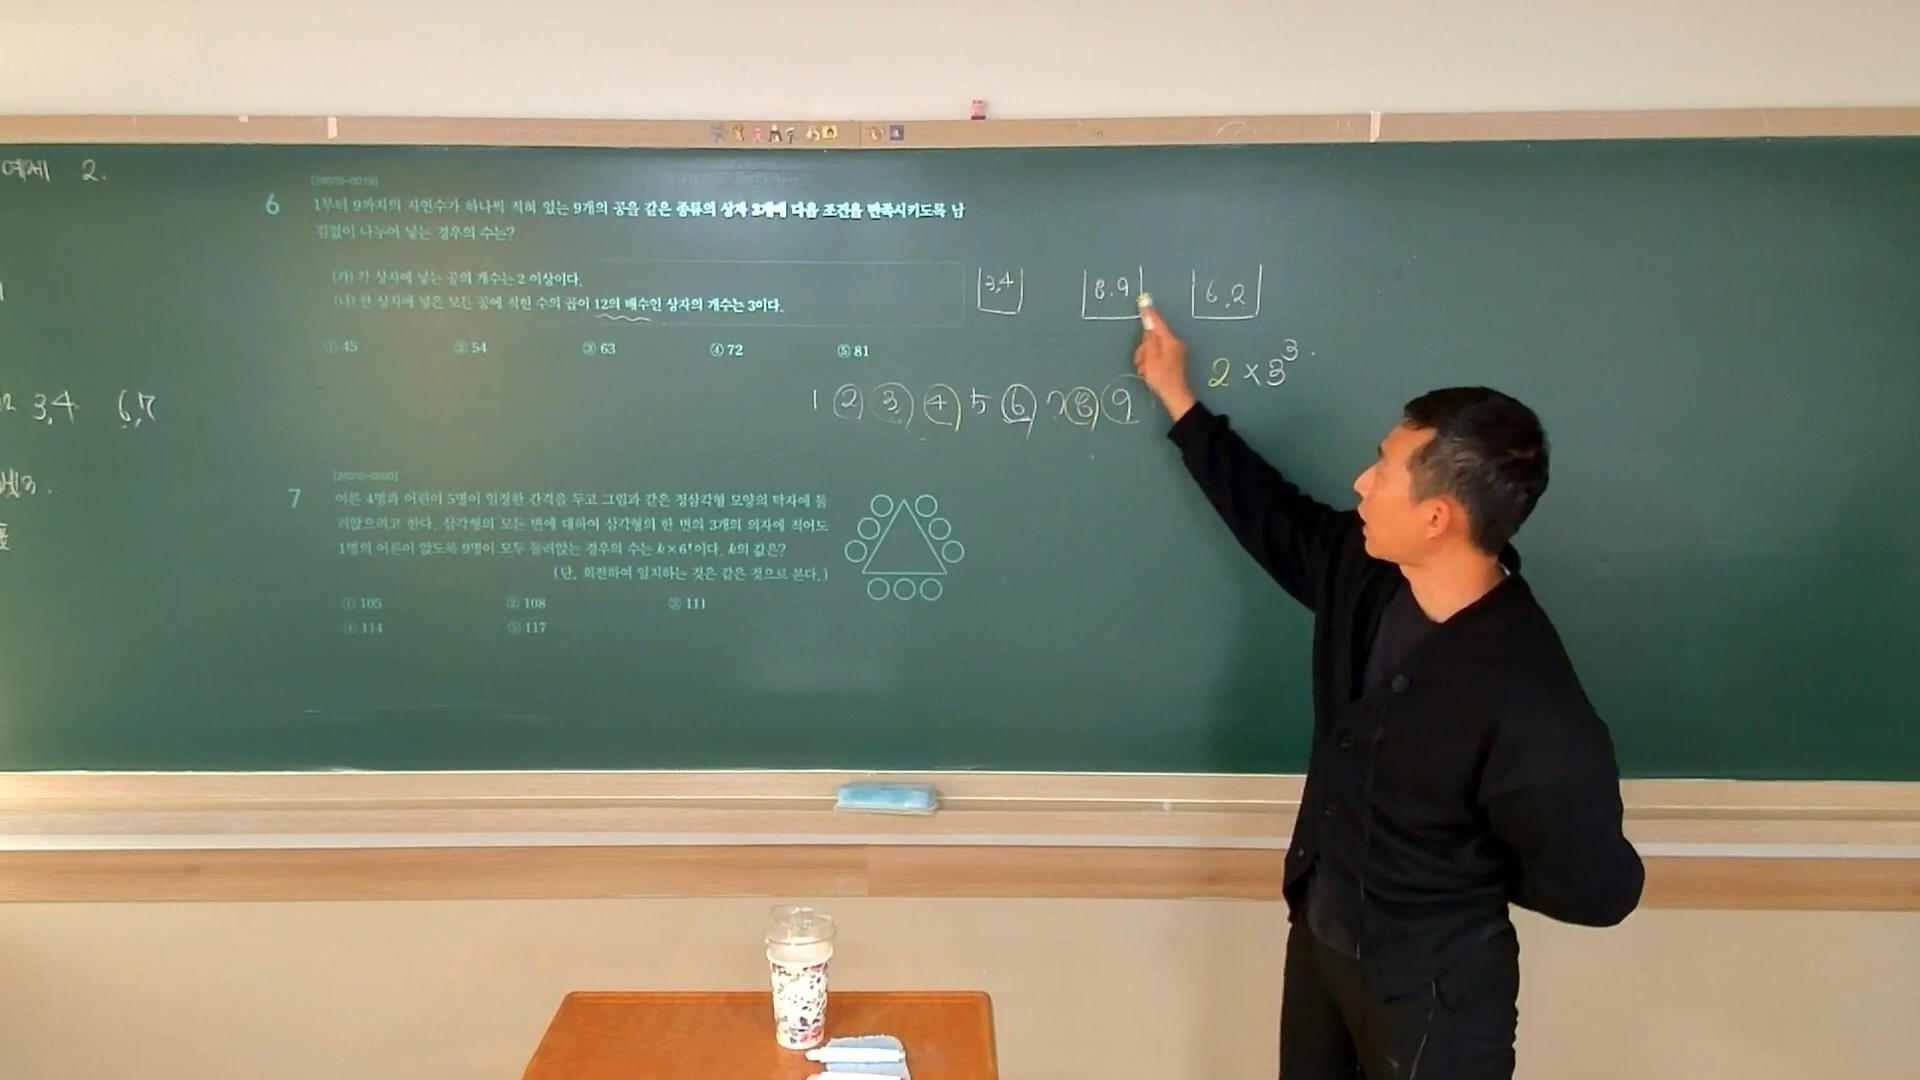 예제 2.
3,4 6,7
[26010-0019]
6 1부터 9까지의 자연수가 하나씩 적혀 있는 9개의 공을 같은 종류의 상자 3개에 다음 조건을 만족시키도록 남
김없이 나누어 넣는 경우의 수는?
(가) 각 상자에 넣는 공의 개수는 2 이상이다.
(나) 한 상자에 넣은 모든 공에 적힌 수의 곱이 12의 배수인 상자의 개수는 3이다.
① 45 ② 54 ③ 63 ④ 72 ⑤ 81
3,4 8.9 6,2
2 × 3³.
1 2 3 4 5 6 7 8 9
[26010-0020]
7 어른 4명과 어린이 5명이 일정한 간격을 두고 그림과 같은 정삼각형 모양의 탁자에 둘
러앉으려고 한다. 삼각형의 모든 변에 대하여 삼각형의 한 변의 3개의 의자에 적어도
1명의 어른이 앉도록 9명이 모두 둘러앉는 경우의 수는 k×6!이다. k의 값은?
(단, 회전하여 일치하는 것은 같은 것으로 본다.)
① 105 ② 108 ③ 111
④ 114 ⑤ 117